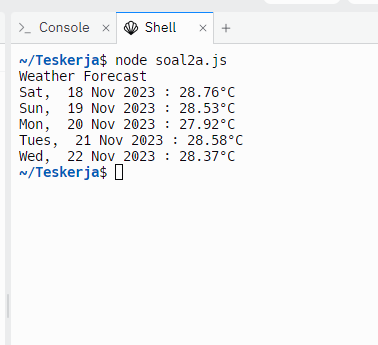 Console × Shell × +
~/Teskerja$ node soal2a.js
Weather Forecast
Sat,  18 Nov 2023 : 28.76°C
Sun,  19 Nov 2023 : 28.53°C
Mon,  20 Nov 2023 : 27.92°C
Tues,  21 Nov 2023 : 28.58°C
Wed,  22 Nov 2023 : 28.37°C
~/Teskerja$